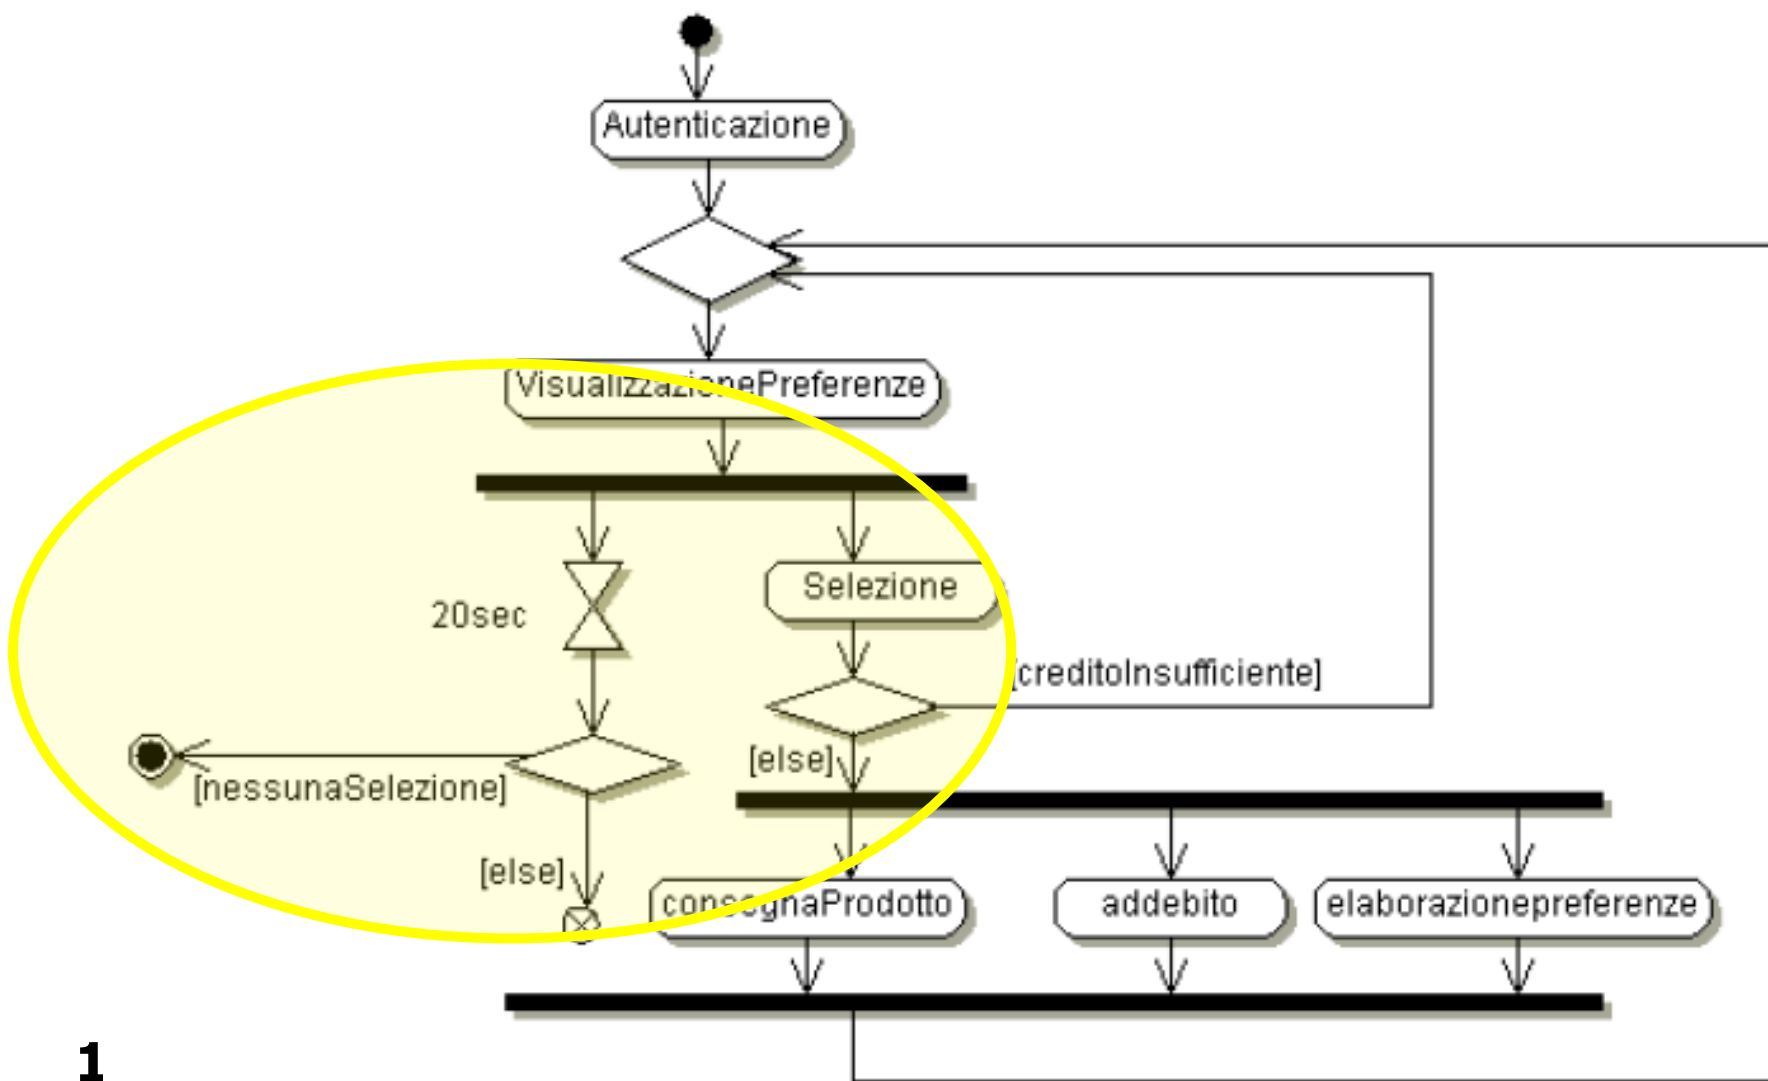 Autenticazione
VisualizzazionePreferenze
20sec
Selezione
[creditoInsufficiente]
[nessunaSelezione]
[else]
[else]
consegnaProdotto
addebito
elaborazionepreferenze
1